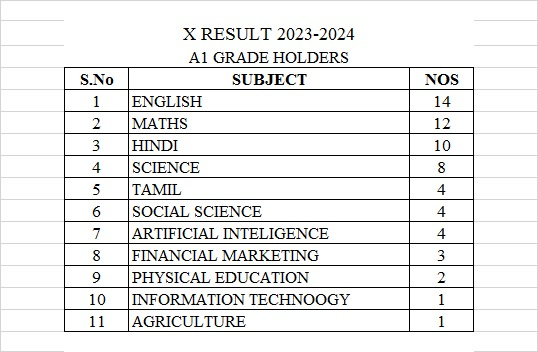 X RESULT 2023-2024
A1 GRADE HOLDERS
S.No SUBJECT NOS
1 ENGLISH 14
2 MATHS 12
3 HINDI 10
4 SCIENCE 8
5 TAMIL 4
6 SOCIAL SCIENCE 4
7 ARTIFICIAL INTELIGENCE 4
8 FINANCIAL MARKETING 3
9 PHYSICAL EDUCATION 2
10 INFORMATION TECHNOOGY 1
11 AGRICULTURE 1